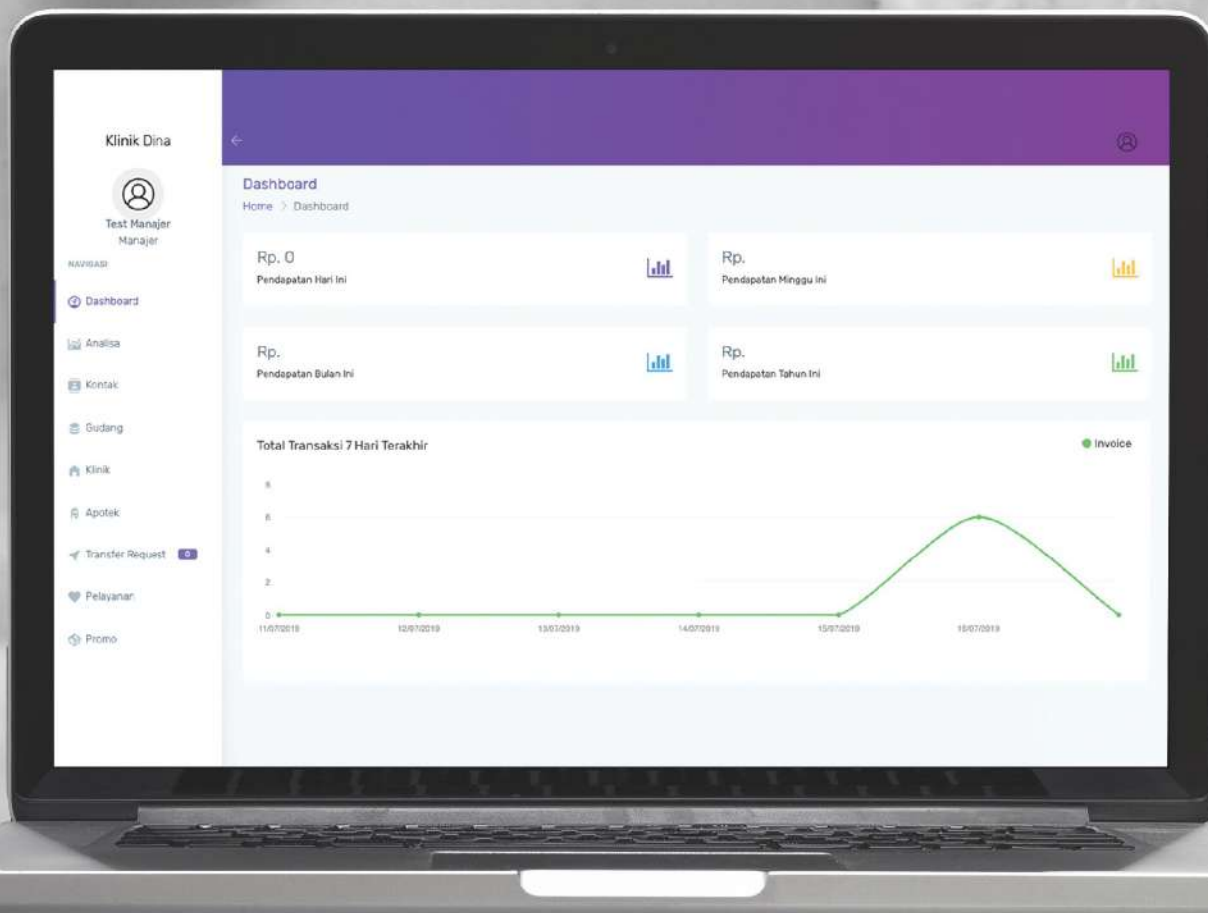 Klinik Dina
Test Manajer
Manajer
NAVIGASI
Dashboard
Analisa
Kontak
Gudang
Klinik
Apotek
Transfer Request 0
Pelayanan
Promo
Dashboard
Home > Dashboard
Rp. 0
Pendapatan Hari Ini
Rp.
Pendapatan Minggu Ini
Rp.
Pendapatan Bulan Ini
Rp.
Pendapatan Tahun Ini
Total Transaksi 7 Hari Terakhir
Invoice
8
6
4
2
0
11/07/2019 12/07/2019 13/07/2019 14/07/2019 15/07/2019 16/07/2019